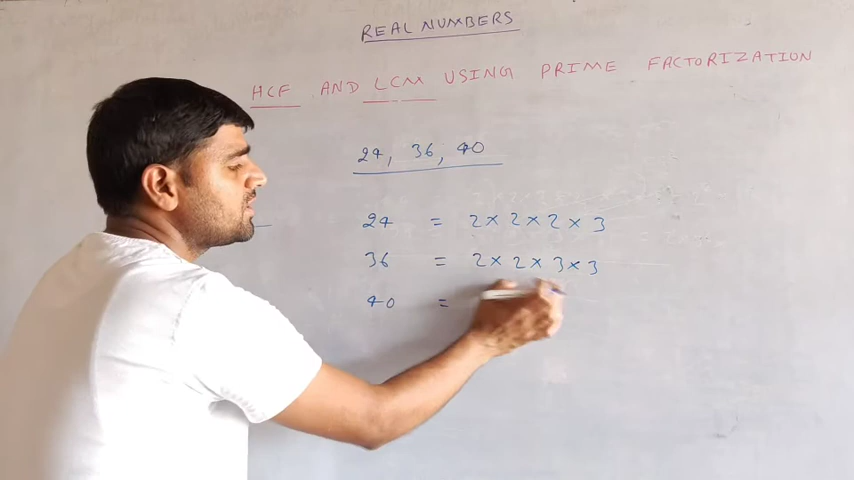 REAL NUMBERS
HCF AND LCM USING PRIME FACTORIZATION
24, 36, 40
24 = 2 × 2 × 2 × 3
36 = 2 × 2 × 3 × 3
40 =